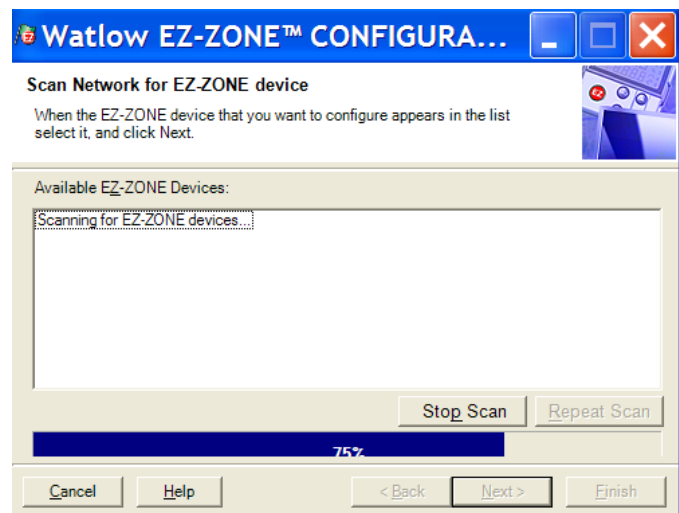 Watlow EZ-ZONE™ CONFIGURA...
Scan Network for EZ-ZONE device
When the EZ-ZONE device that you want to configure appears in the list
select it, and click Next.
Available EZ-ZONE Devices:
Scanning for EZ-ZONE devices...
Stop Scan
Repeat Scan
75%
Cancel
Help
< Back
Next >
Finish